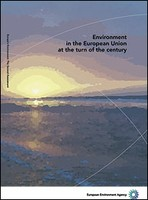 Environment
in the European Union
at the turn of the century
European Environment Agency